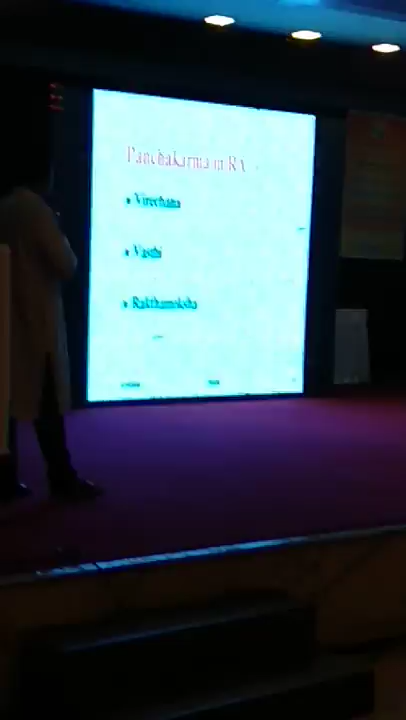 Panchakarma in RA
• Virechana
• Vasthi
• Rakthamoksha